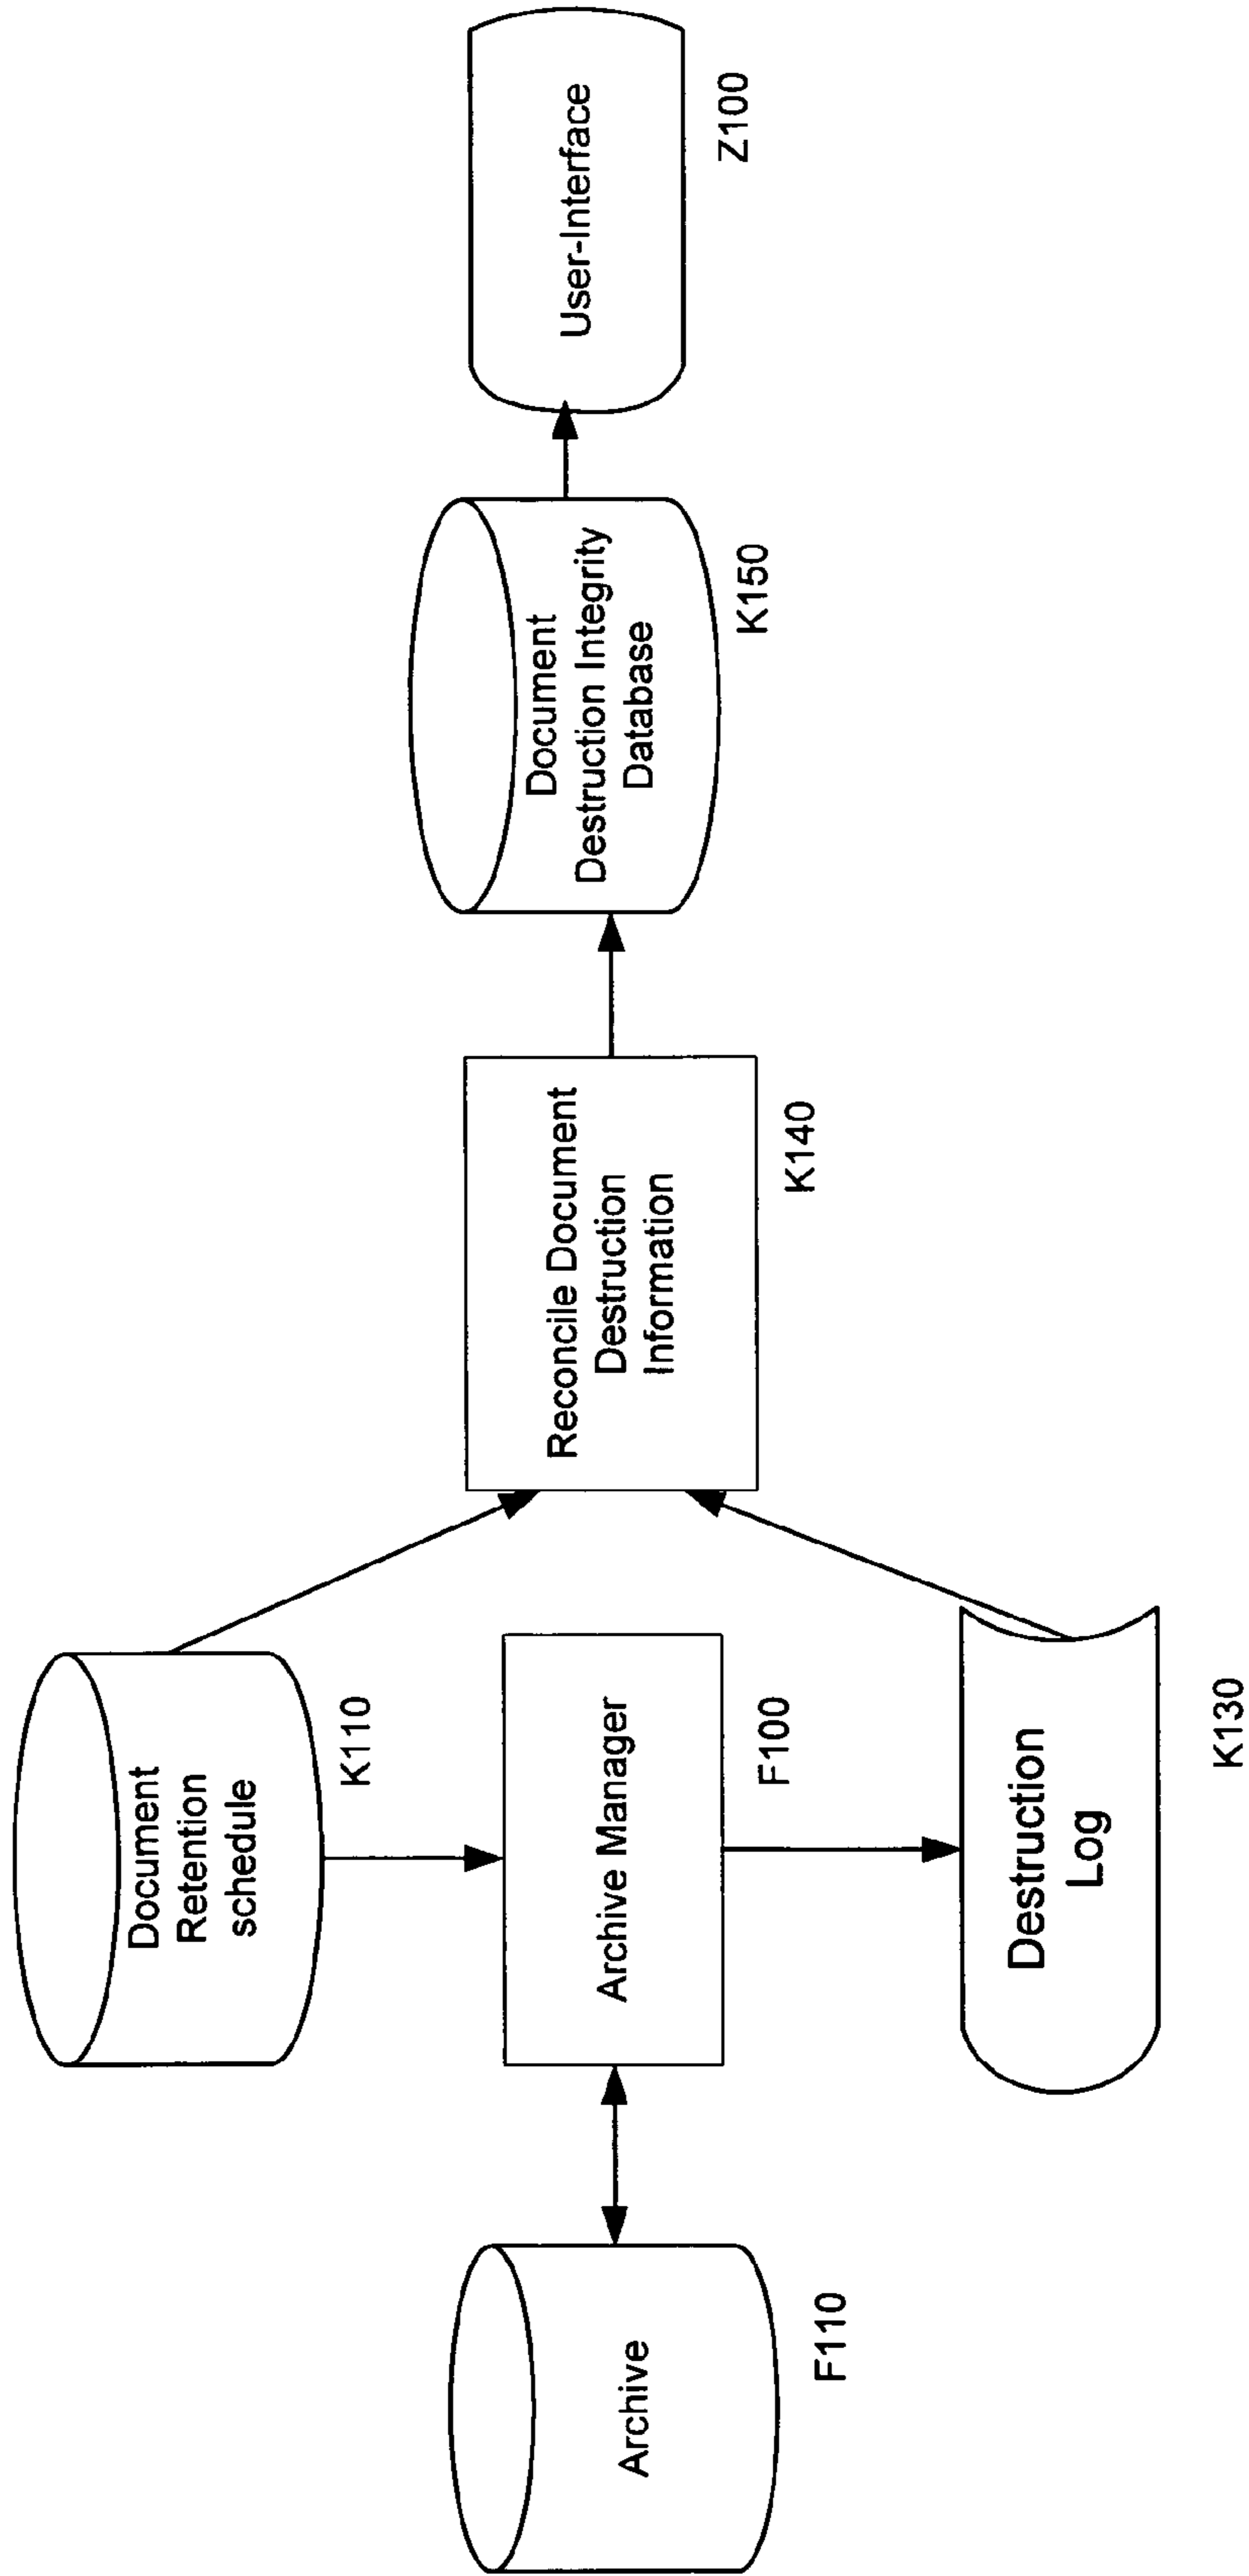 Document
Retention
schedule
K110
Archive
F110
Archive Manager
F100
Destruction
Log
K130
Reconcile Document
Destruction
Information
K140
Document
Destruction Integrity
Database
K150
User-Interface
Z100